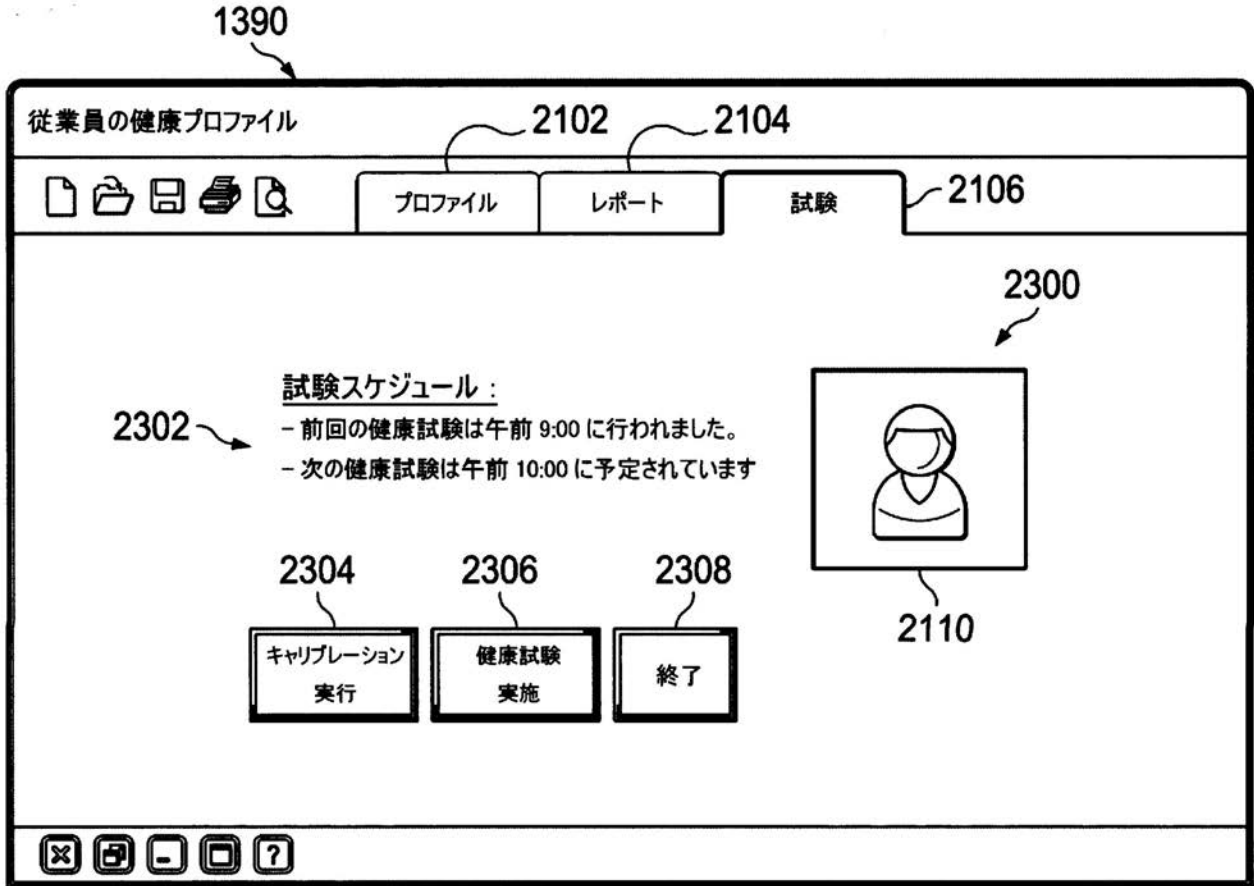 1390
従業員の健康プロファイル
2102
2104
プロファイル
レポート
試験
2106
2300
試験スケジュール：
2302
- 前回の健康試験は午前 9:00 に行われました。
- 次の健康試験は午前 10:00 に予定されています
2304
2306
2308
2110
キャリブレーション
実行
健康試験
実施
終了
?